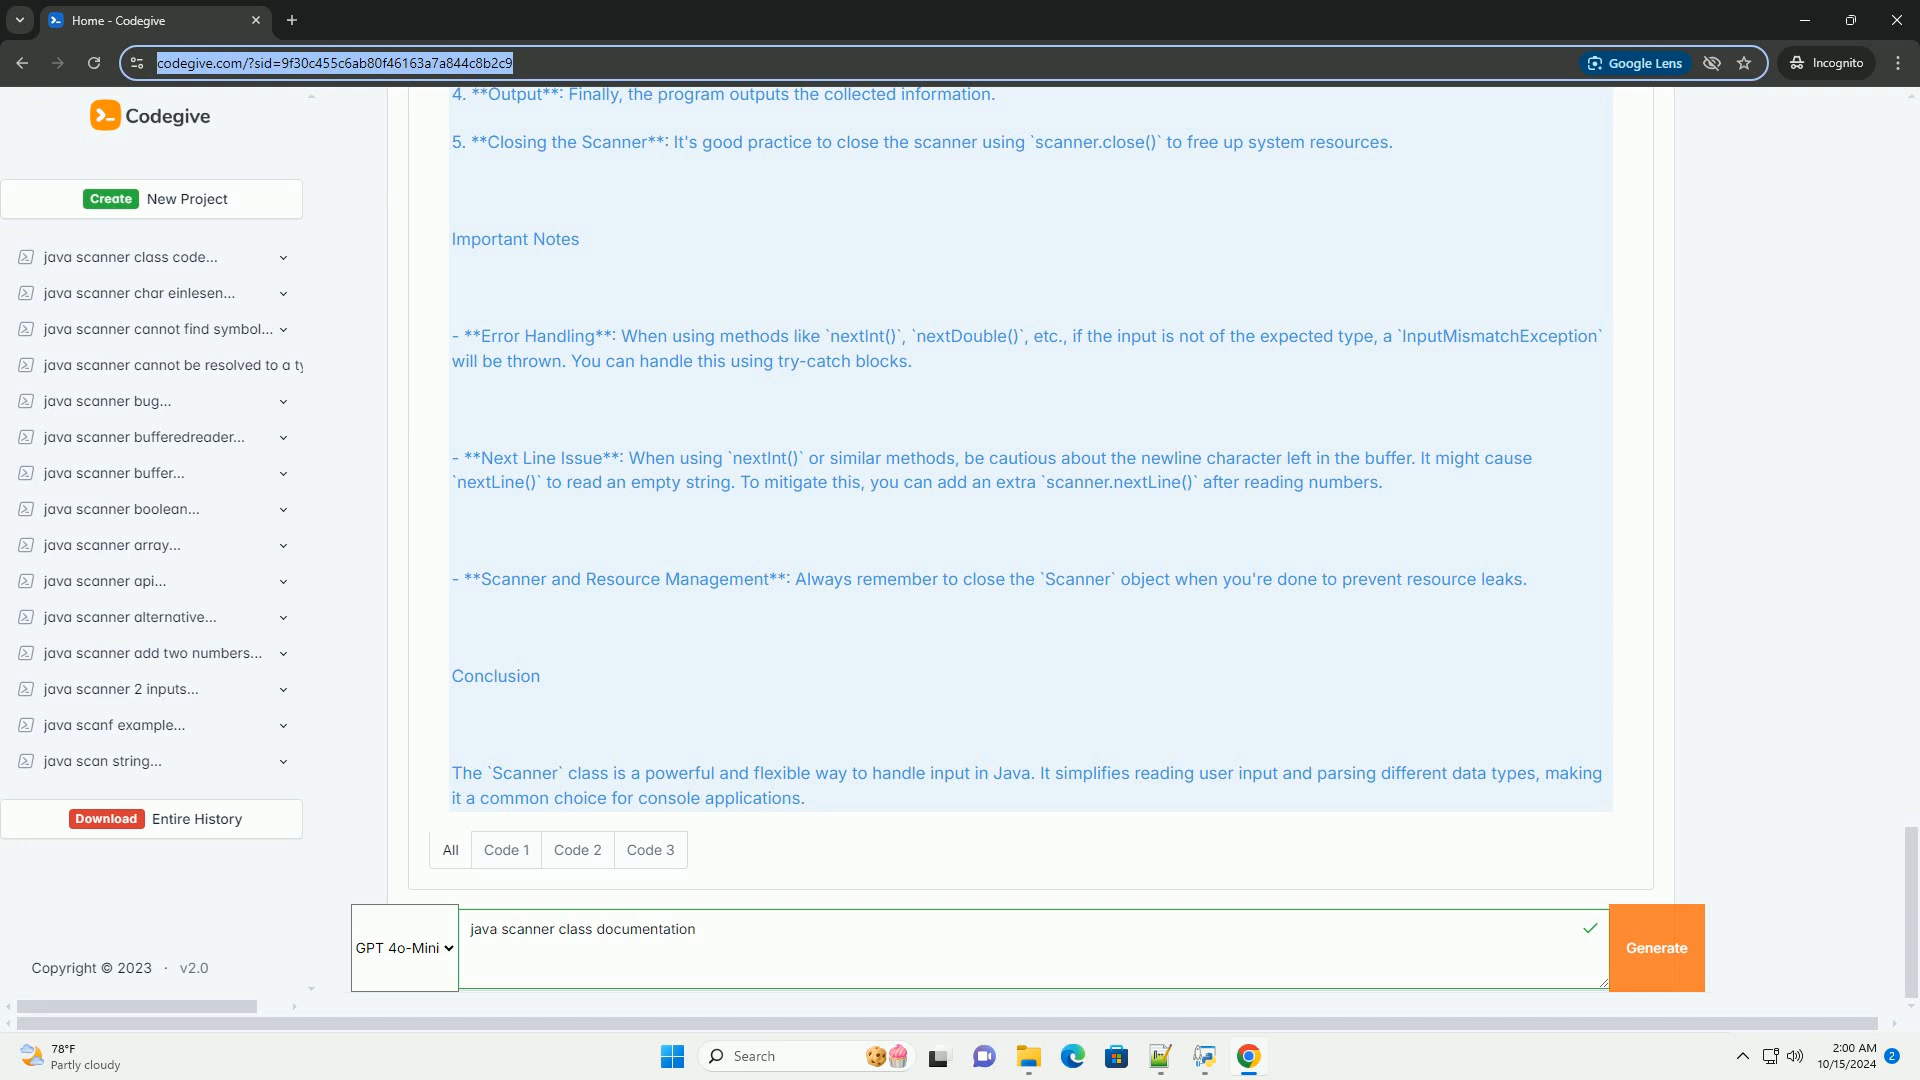 Home - Codegive
codegive.com/?sid=9f30c455c6ab80f46163a7a844c8b2c9
Google Lens
Incognito
Codegive
Create New Project
java scanner class code...
java scanner char einlesen...
java scanner cannot find symbol...
java scanner cannot be resolved to a ty
java scanner bug...
java scanner bufferedreader...
java scanner buffer...
java scanner boolean...
java scanner array...
java scanner api...
java scanner alternative...
java scanner add two numbers...
java scanner 2 inputs...
java scanf example...
java scan string...
Download Entire History
Copyright © 2023 · v2.0
4. **Output**: Finally, the program outputs the collected information.
5. **Closing the Scanner**: It's good practice to close the scanner using `scanner.close()` to free up system resources.
Important Notes
- **Error Handling**: When using methods like `nextInt()`, `nextDouble()`, etc., if the input is not of the expected type, a `InputMismatchException`
will be thrown. You can handle this using try-catch blocks.
- **Next Line Issue**: When using `nextInt()` or similar methods, be cautious about the newline character left in the buffer. It might cause
`nextLine()` to read an empty string. To mitigate this, you can add an extra `scanner.nextLine()` after reading numbers.
- **Scanner and Resource Management**: Always remember to close the `Scanner` object when you're done to prevent resource leaks.
Conclusion
The `Scanner` class is a powerful and flexible way to handle input in Java. It simplifies reading user input and parsing different data types, making
it a common choice for console applications.
All Code 1 Code 2 Code 3
GPT 4o-Mini
java scanner class documentation
Generate
78°F
Partly cloudy
Search
2:00 AM
10/15/2024
2